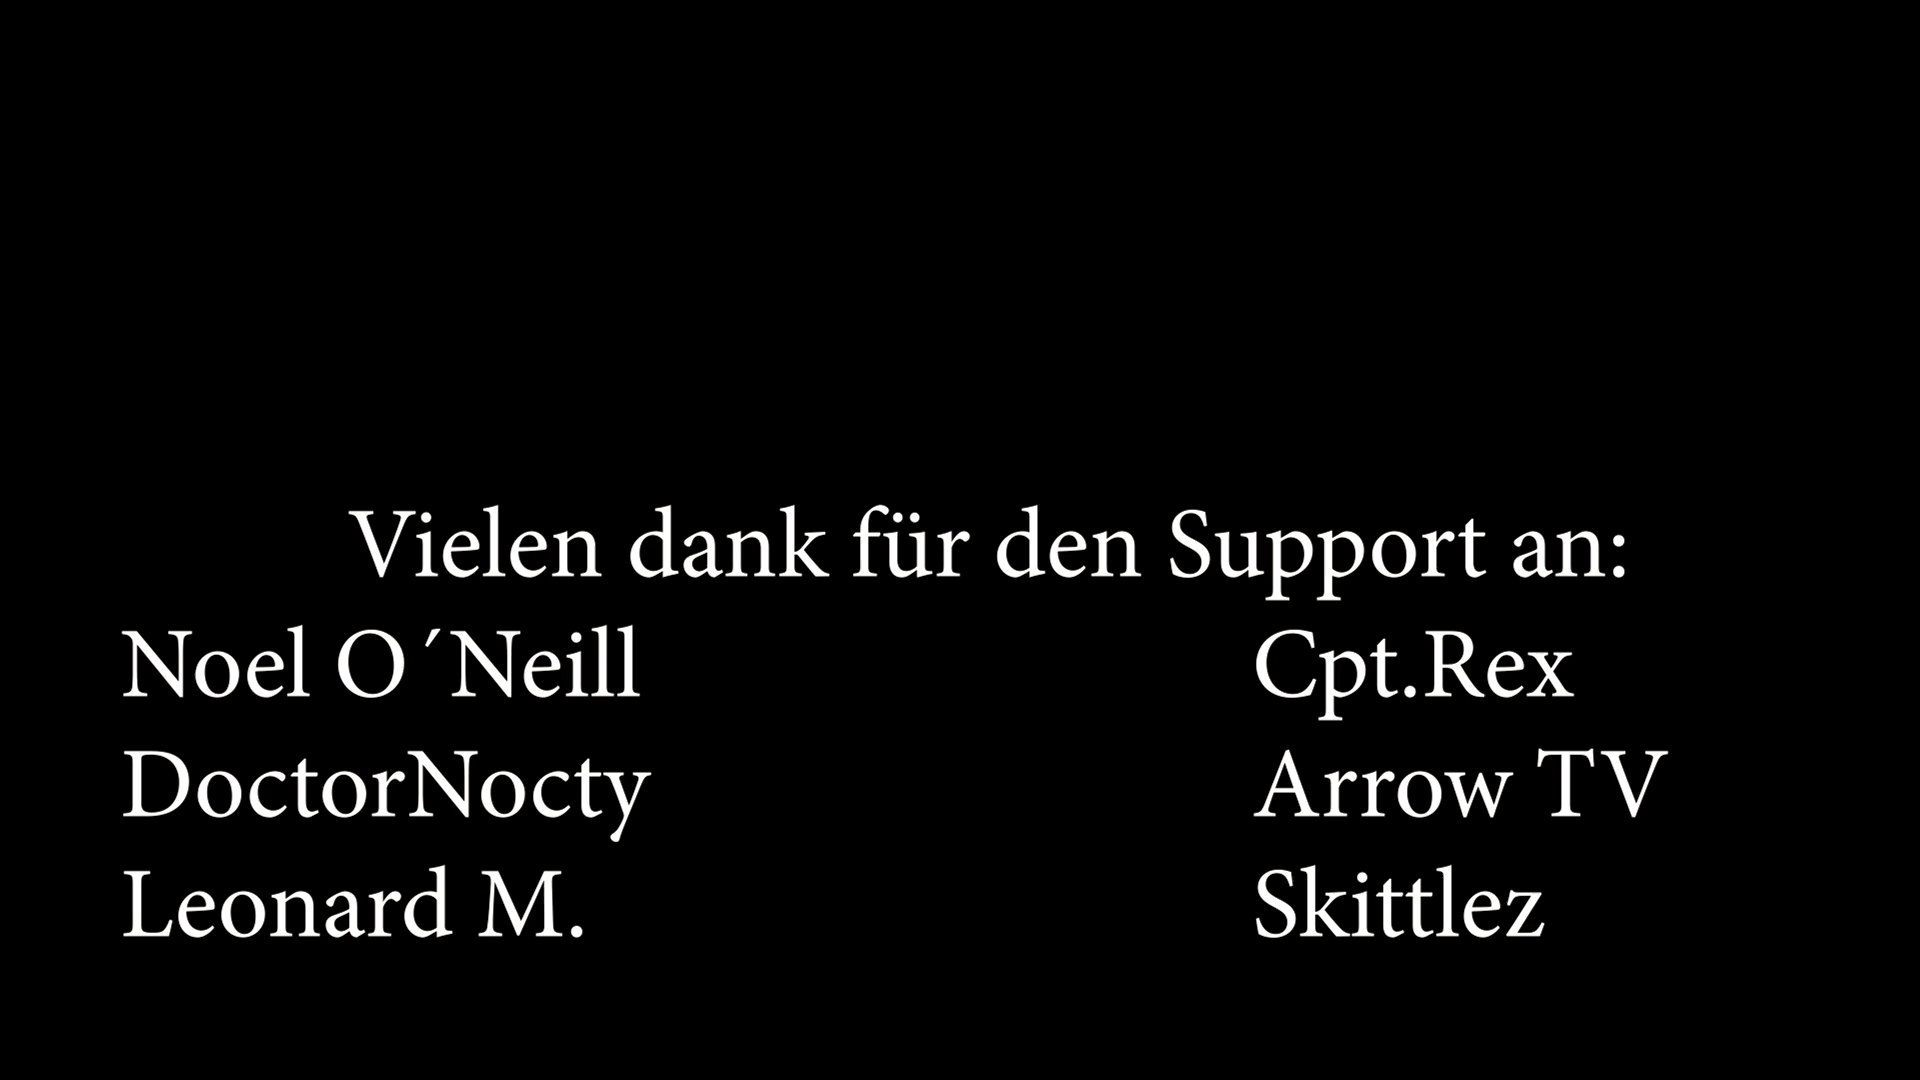 Vielen dank für den Support an:
Noel O´Neill Cpt.Rex
DoctorNocty Arrow TV
Leonard M. Skittlez